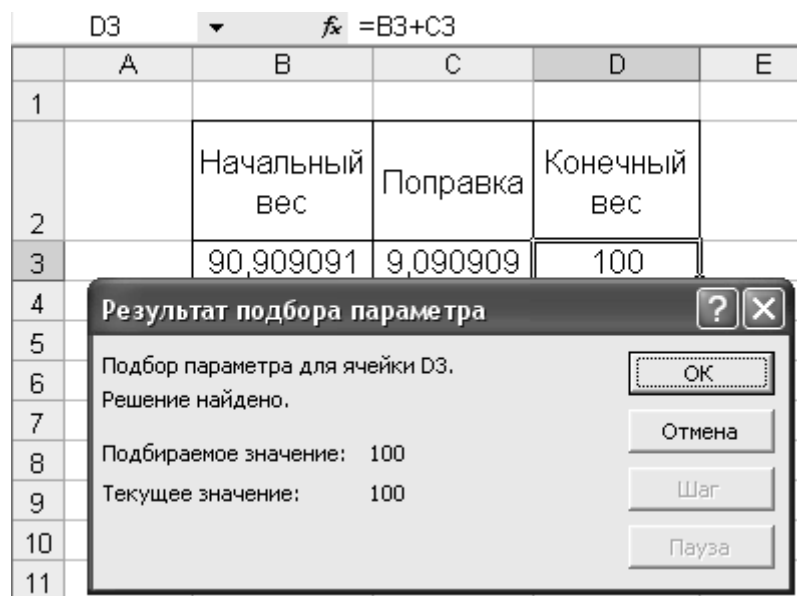 D3 fx =B3+C3
A B C D E
1
2 Начальный вес Поправка Конечный вес
3 90,909091 9,090909 100
4
5
6
7
8
9
10
11
Результат подбора параметра
Подбор параметра для ячейки D3.
Решение найдено.
Подбираемое значение: 100
Текущее значение: 100
ОК
Отмена
Шаг
Пауза